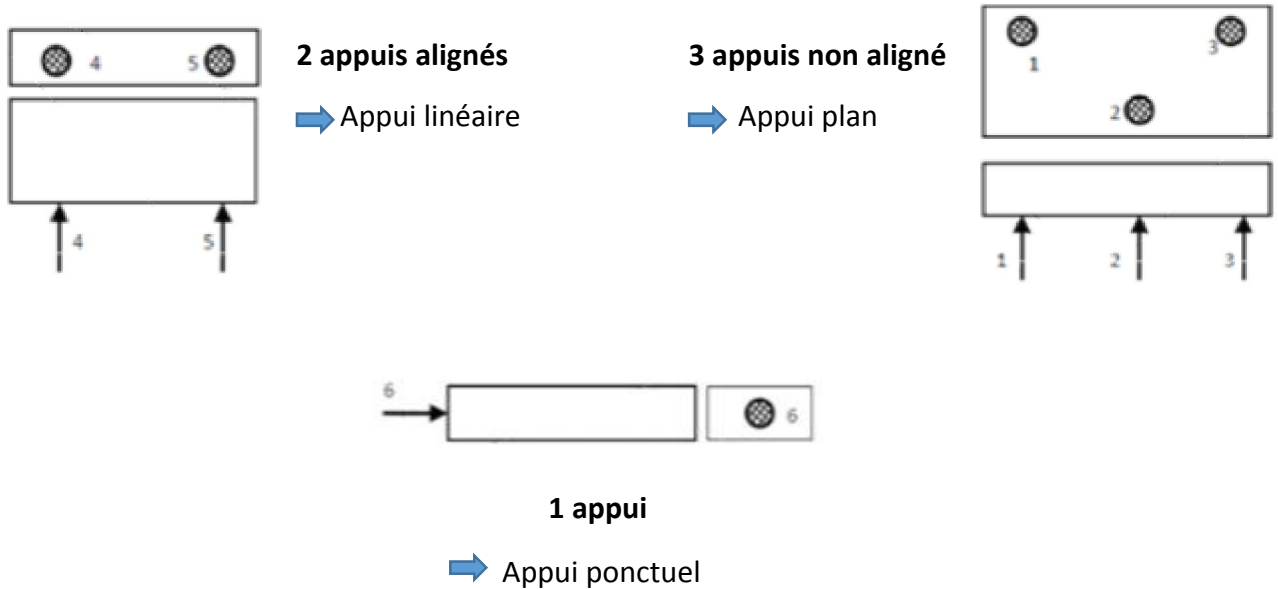 4 5
2 appuis alignés
Appui linéaire
4 5
3 appuis non aligné
Appui plan
1 3
2
1 2 3
6
6
1 appui
Appui ponctuel